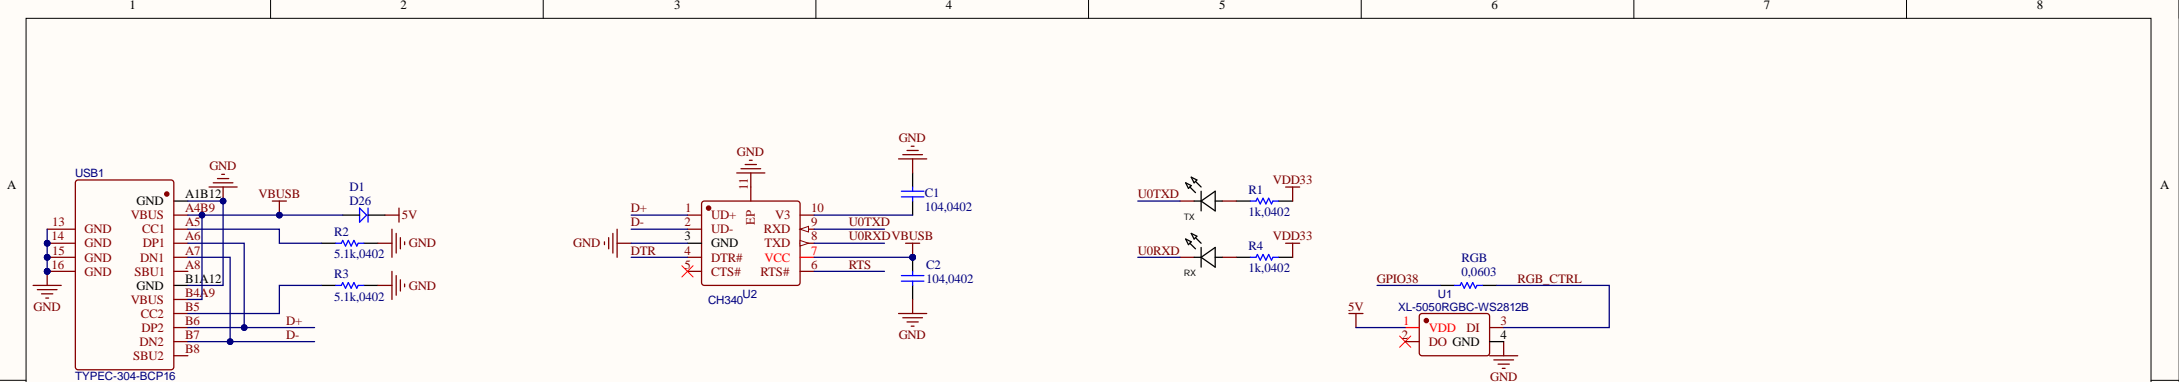 1 2 3 4 5 6 7 8
A A
USB1
GND A1B12
VBUS A4B9
13 GND CC1 A5
14 GND DP1 A6
15 GND DN1 A7
16 GND SBU1 A8
GND B1A12
VBUS B4A9
CC2 B5
DP2 B6 D+
DN2 B7 D-
SBU2 B8
TYPEC-304-BCP16
GND
GND
VBUSB
D1
D26
5V
R2
5.1k,0402
GND
R3
5.1k,0402
GND
GND
11
EP
D+ 1 UD+ V3 10
D- 2 UD- RXD 9 U0TXD
GND 3 GND TXD 8 U0RXD VBUSB
DTR 4 DTR# VCC 7
5 CTS# RTS# 6 RTS
CH340 U2
GND
C1
104,0402
C2
104,0402
GND
U0TXD
TX
R1
1k,0402
VDD33
U0RXD
RX
R4
1k,0402
VDD33
RGB
0,0603
GPIO38 RGB_CTRL
U1
XL-5050RGBC-WS2812B
5V
1 VDD DI 3
2 DO GND 4
GND